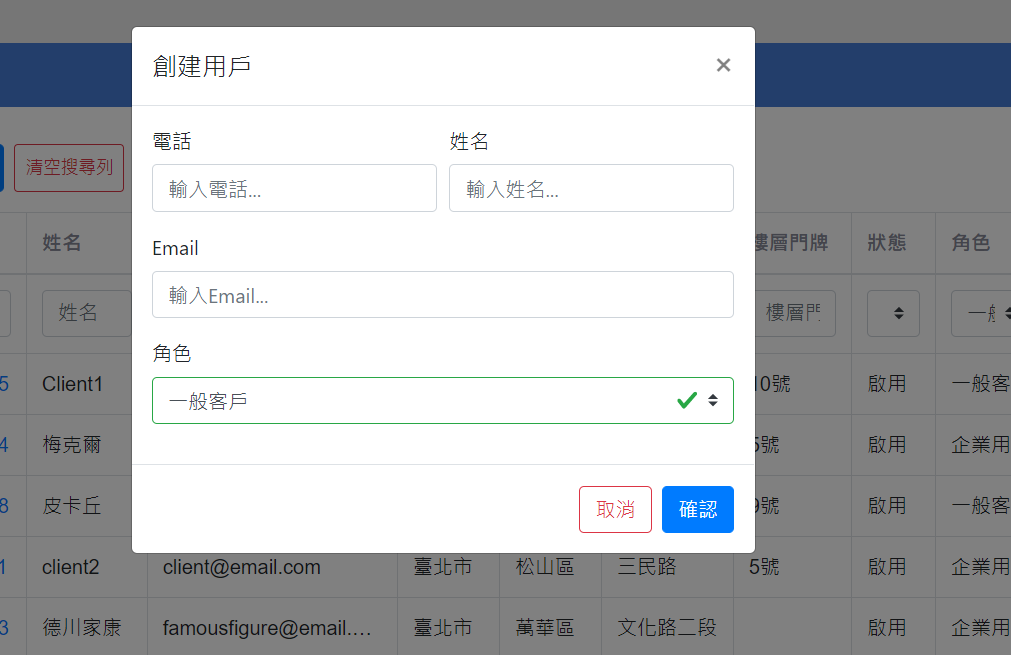 創建用戶
×
電話 姓名
輸入電話... 輸入姓名...
Email
輸入Email...
角色
一般客戶
取消 確認
清空搜尋列
姓名 樓層門牌 狀態 角色
姓名 樓層門 一般
5 Client1 10號 啟用 一般客
4 梅克爾 5號 啟用 企業用
8 皮卡丘 9號 啟用 一般客
1 client2 client@email.com 臺北市 松山區 三民路 5號 啟用 企業用
3 德川家康 famousfigure@email.... 臺北市 萬華區 文化路二段 啟用 企業用